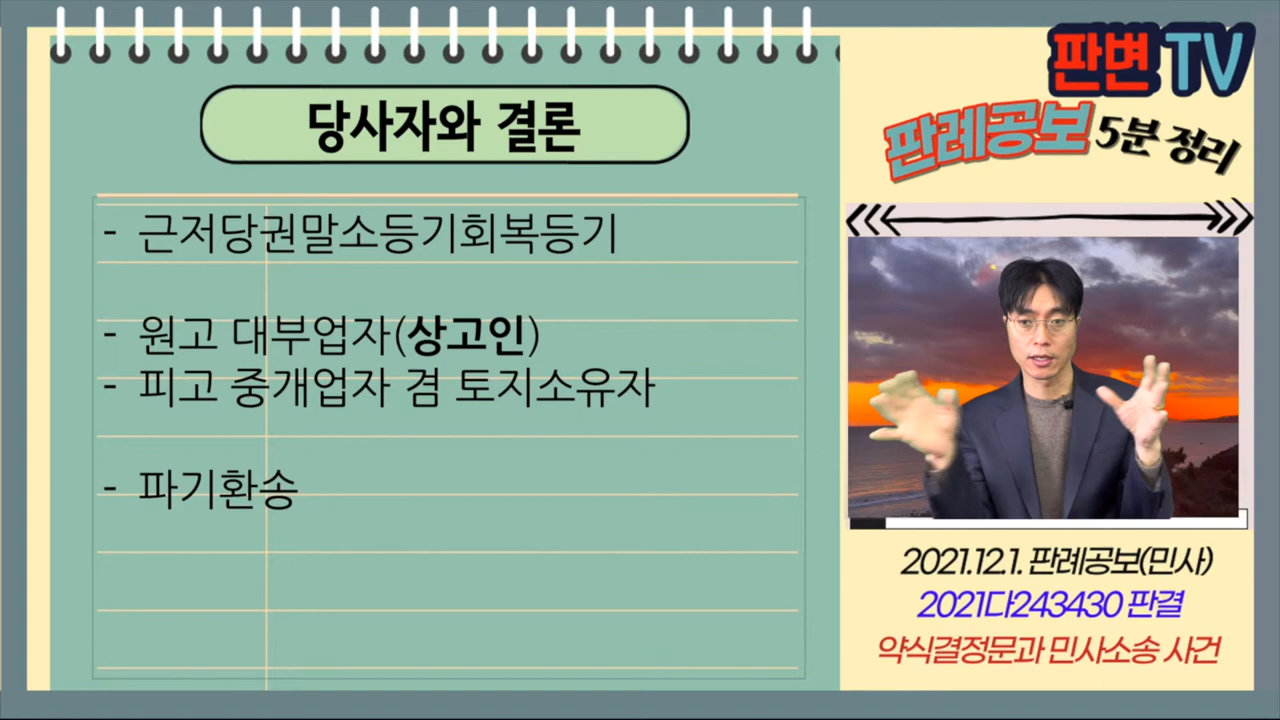 당사자와 결론
- 근저당권말소등기회복등기
- 원고 대부업자(상고인)
- 피고 중개업자 겸 토지소유자
- 파기환송
판변 TV
판례공보 5분 정리
2021.12.1. 판례공보(민사)
2021다243430 판결
약식결정문과 민사소송 사건